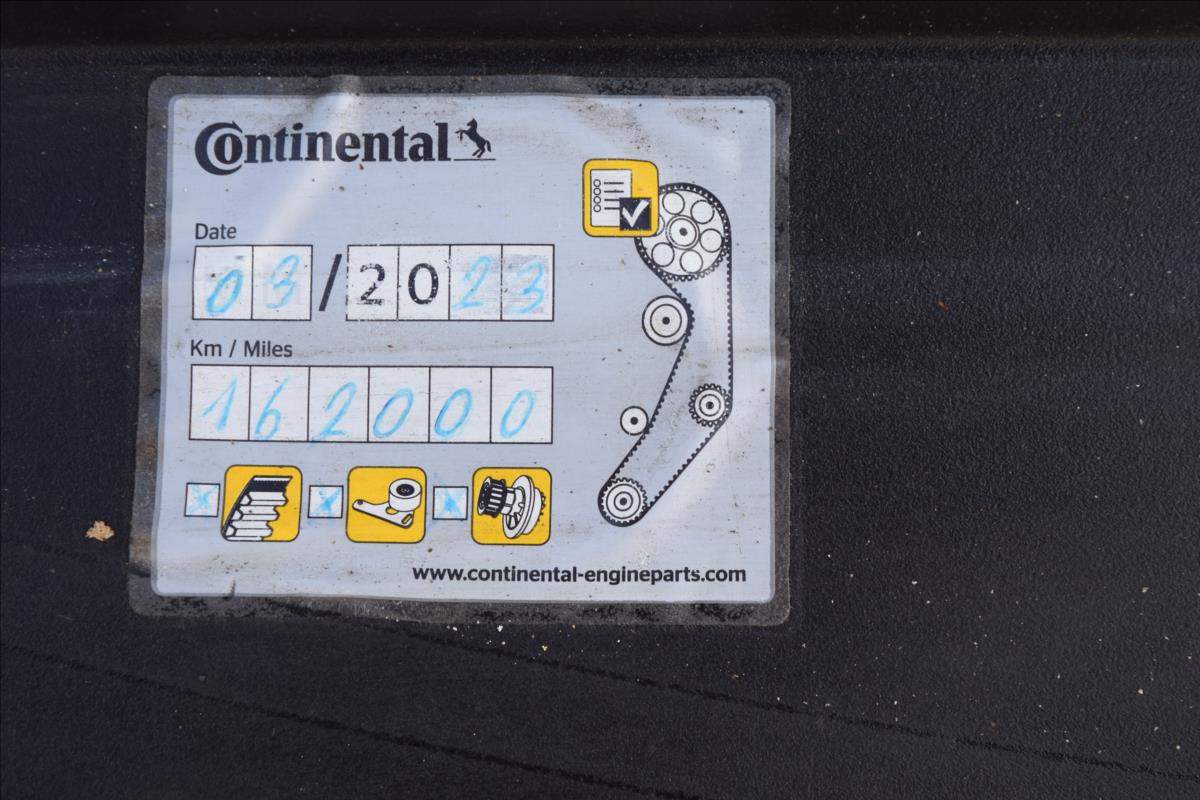 Continental
Date
03/2023
Km / Miles
162000
www.continental-engineparts.com